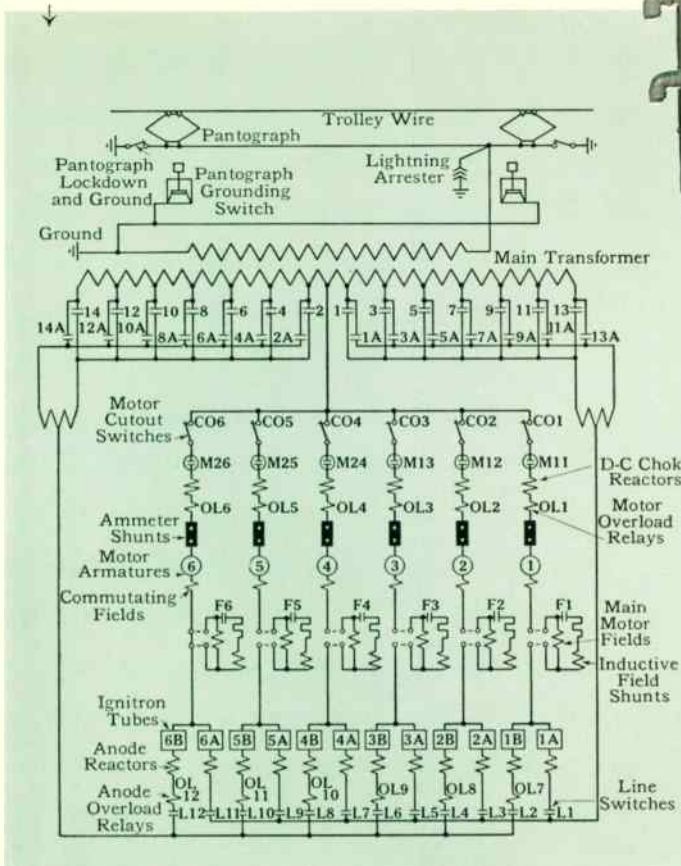 Trolley Wire
Pantograph
Pantograph Lockdown and Ground
Pantograph Grounding Switch
Lightning Arrester
Ground
Main Transformer
14 12 10 8 6 4 2 1 3 5 7 9 11 13
14A 12A 10A 8A 6A 4A 2A 1A 3A 5A 7A 9A 11A 13A
Motor Cutout Switches
CO6 CO5 CO4 CO3 CO2 CO1
M26 M25 M24 M13 M12 M11
D-C Chok
Reactors
OL6 OL5 OL4 OL3 OL2 OL1
Motor Overload Relays
Ammeter Shunts
Motor Armatures
6 5 4 3 2 1
Commutating Fields
F6 F5 F4 F3 F2 F1
Main Motor Fields
Inductive Field Shunts
Ignitron Tubes
6B 6A 5B 5A 4B 4A 3B 3A 2B 2A 1B 1A
Anode Reactors
OL 12 OL 11 OL 10 OL9 OL8 OL7
Anode Overload Relays
Line Switches
L12 L11 L10 L9 L8 L7 L6 L5 L4 L3 L2 L1